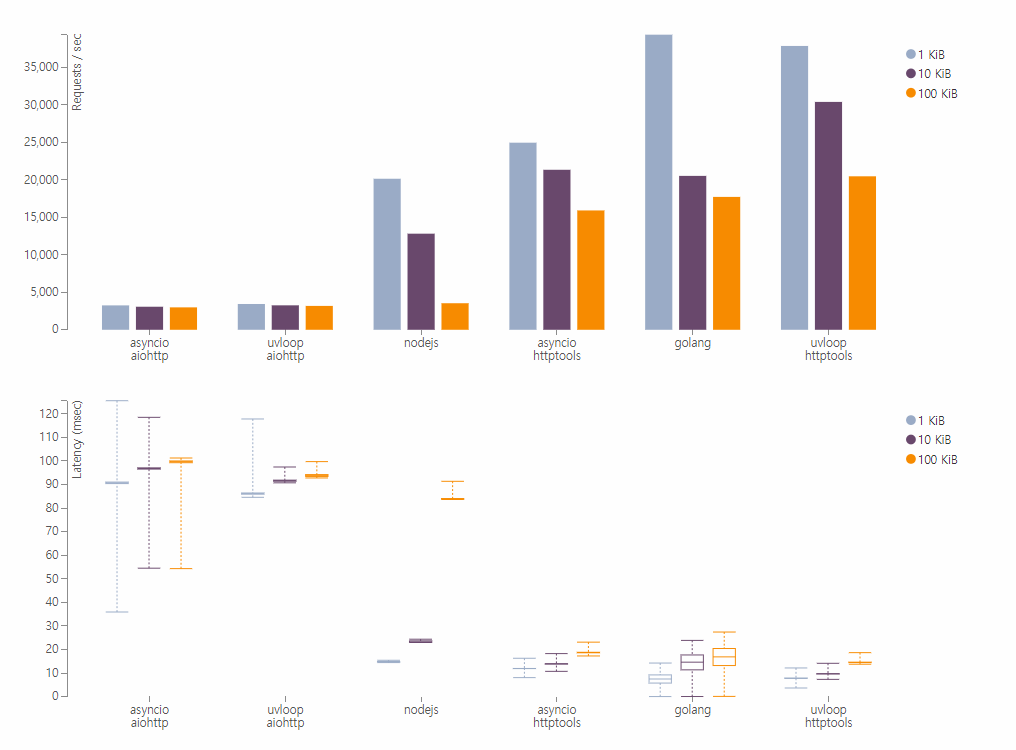 Requests / sec
35,000
30,000
25,000
20,000
15,000
10,000
5,000
0
1 KiB
10 KiB
100 KiB
asyncio
aiohttp
uvloop
aiohttp
nodejs
asyncio
httptools
golang
uvloop
httptools
Latency (msec)
120
110
100
90
80
70
60
50
40
30
20
10
0
1 KiB
10 KiB
100 KiB
asyncio
aiohttp
uvloop
aiohttp
nodejs
asyncio
httptools
golang
uvloop
httptools